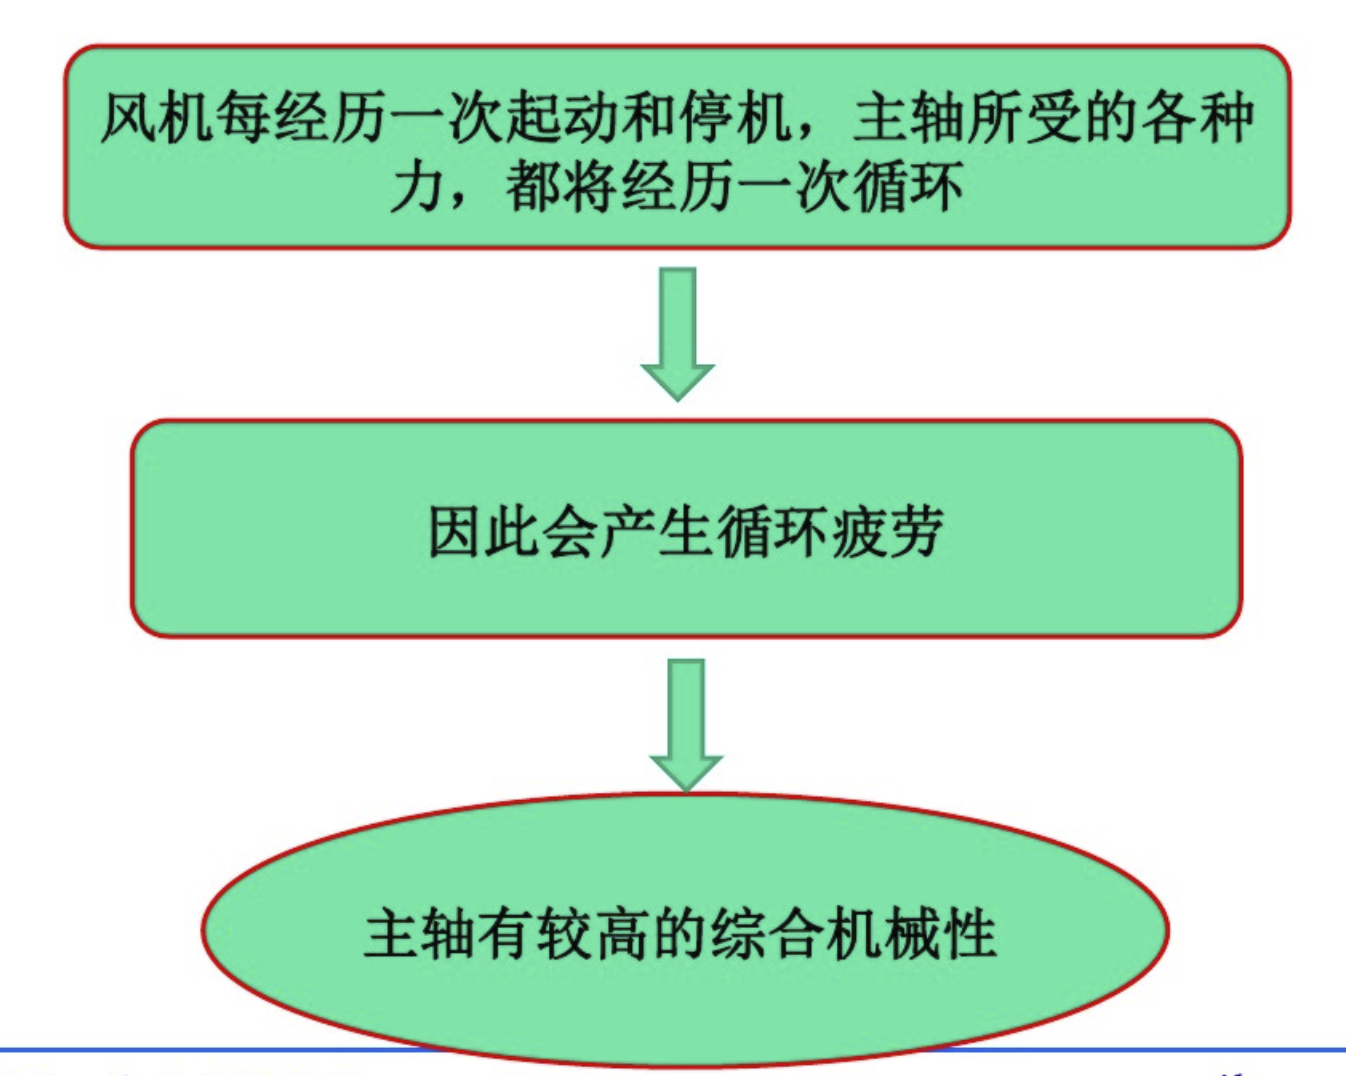 风机每经历一次起动和停机，主轴所受的各种
力，都将经历一次循环
因此会产生循环疲劳
主轴有较高的综合机械性